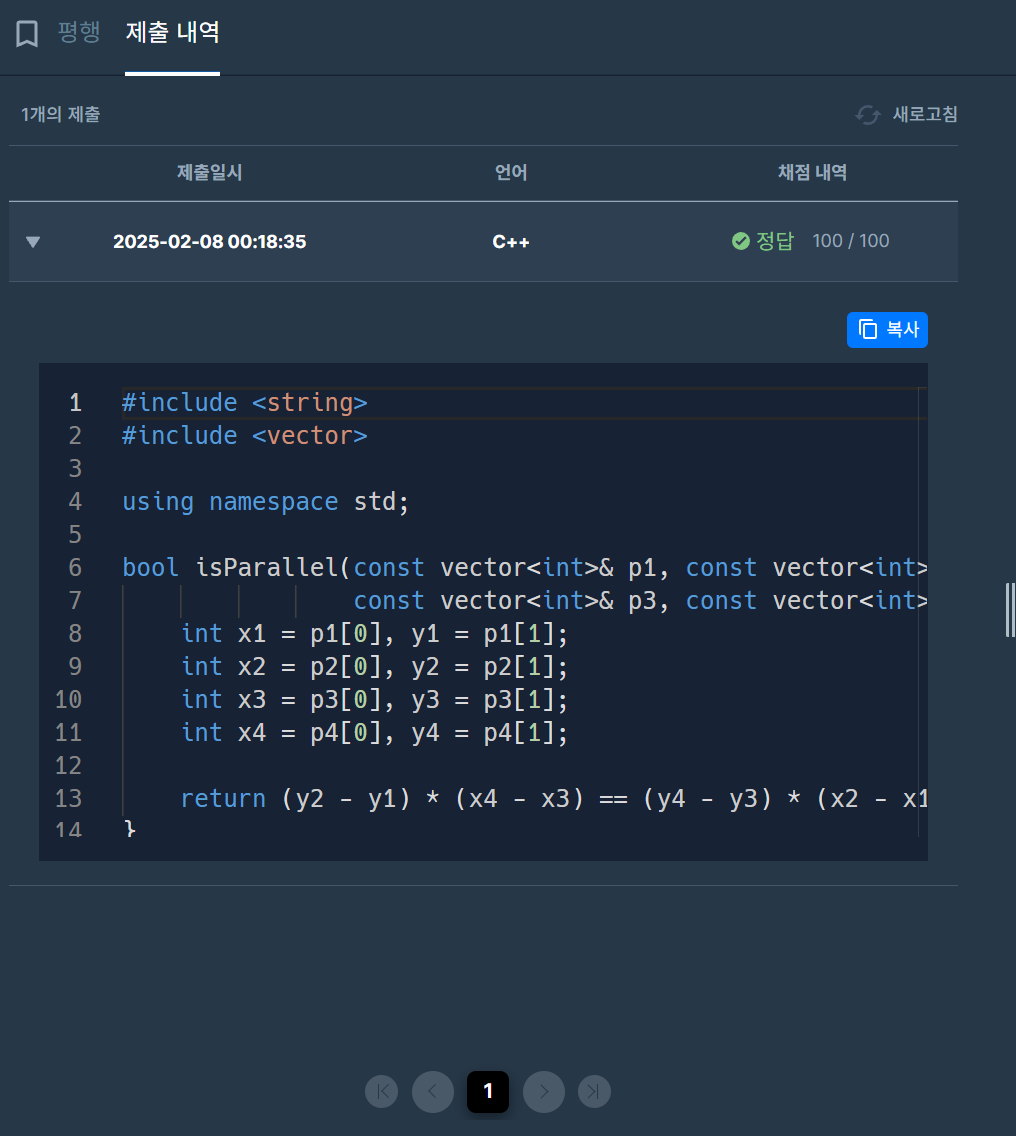 평행 제출 내역
1개의 제출 새로고침
제출일시 언어 채점 내역
2025-02-08 00:18:35 C++ 정답 100 / 100
복사
1 #include <string>
2 #include <vector>
3
4 using namespace std;
5
6 bool isParallel(const vector<int>& p1, const vector<int>
7 const vector<int>& p3, const vector<int>
8 int x1 = p1[0], y1 = p1[1];
9 int x2 = p2[0], y2 = p2[1];
10 int x3 = p3[0], y3 = p3[1];
11 int x4 = p4[0], y4 = p4[1];
12
13 return (y2 - y1) * (x4 - x3) == (y4 - y3) * (x2 - x1
14 }
1